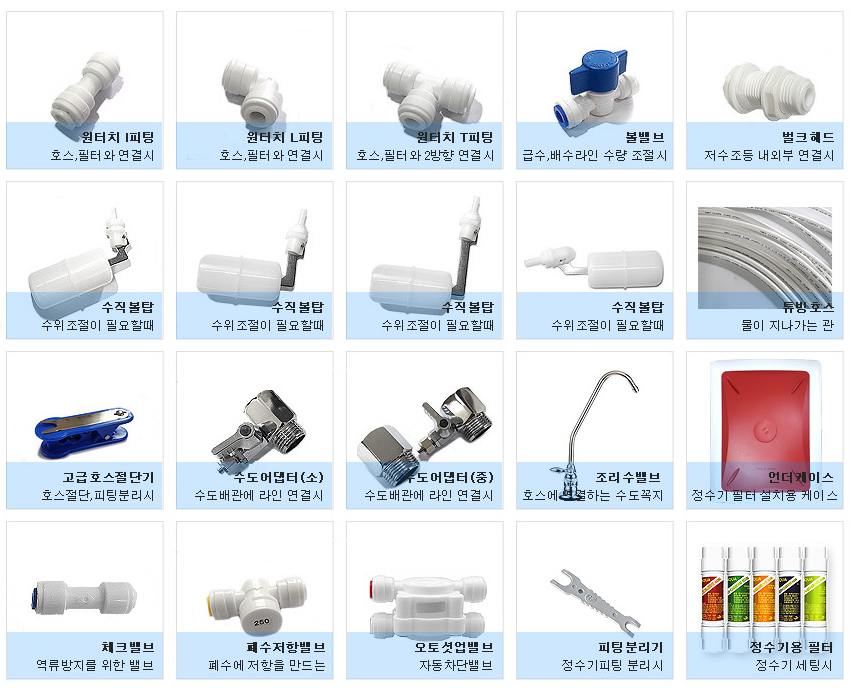 원터치 I피팅
호스,필터와 연결시
원터치 L피팅
호스,필터와 연결시
원터치 T피팅
호스,필터와 2방향 연결시
볼밸브
급수,배수라인 수량 조절시
벌크헤드
저수조등 내외부 연결시
수직볼탑
수위조절이 필요할때
수직볼탑
수위조절이 필요할때
수직볼탑
수위조절이 필요할때
수직볼탑
수위조절이 필요할때
튜빙호스
물이 지나가는 관
고급호스절단기
호스절단,피팅분리시
수도어댑터(소)
수도배관에 라인 연결시
수도어댑터(중)
수도배관에 라인 연결시
조리수밸브
호스에 연결하는 수도꼭지
언더케이스
정수기 필터 설치용 케이스
체크밸브
역류방지를 위한 밸브
250
폐수저항밸브
폐수에 저항을 만드는
오토셧업밸브
자동차단밸브
피팅분리기
정수기피팅 분리시
정수기용 필터
정수기 세팅시